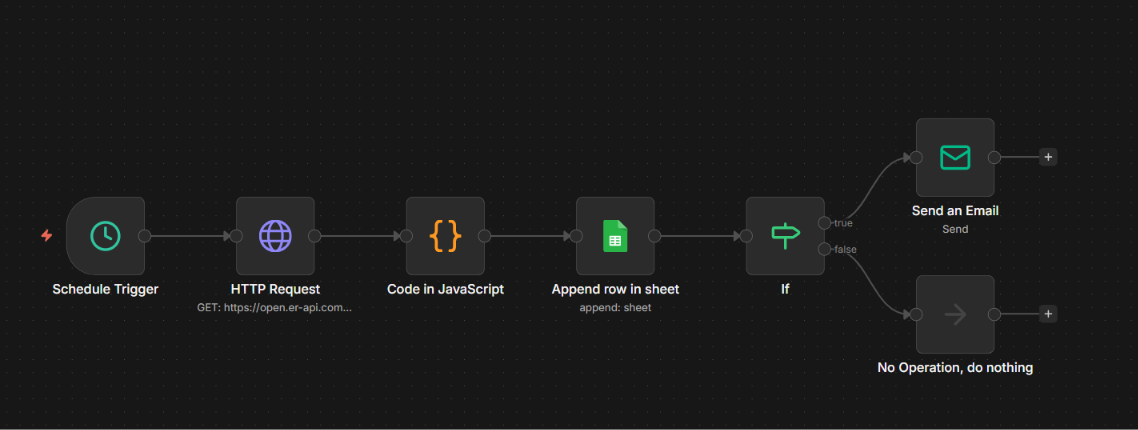 Schedule Trigger
HTTP Request
GET: https://open.er-api.com...
Code in JavaScript
Append row in sheet
append: sheet
If
true
false
Send an Email
Send
No Operation, do nothing